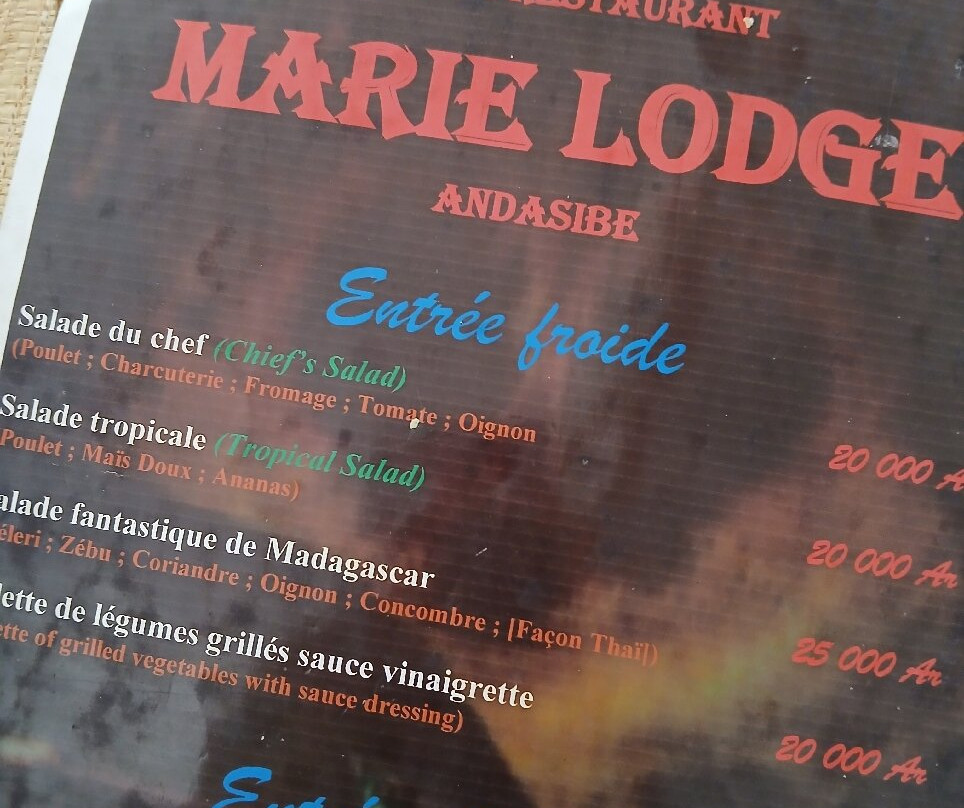 RESTAURANT
MARIE LODGE
ANDASIBE
Entrée froide
Salade du chef (Chief's Salad)
(Poulet ; Charcuterie ; Fromage ; Tomate ; Oignon
20 000 A
Salade tropicale (Tropical Salad)
Poulet ; Maïs Doux ; Ananas)
20 000 Ar
alade fantastique de Madagascar
éleri ; Zébu ; Coriandre ; Oignon ; Concombre ; [Façon Thaï])
25 000 Ar
lette de légumes grillés sauce vinaigrette
ette of grilled vegetables with sauce dressing)
20 000 Ar